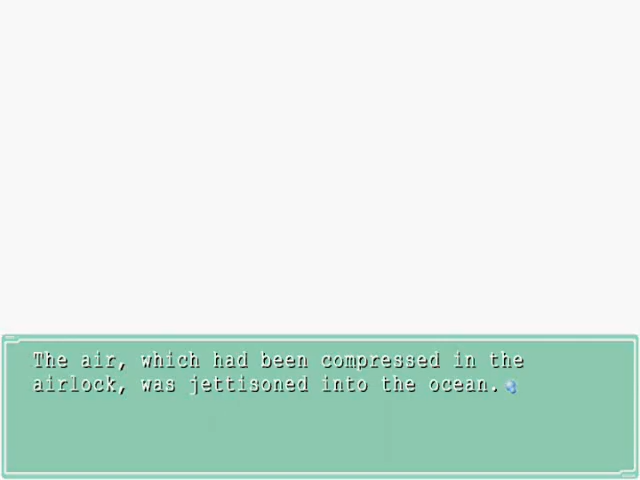 The air, which had been compressed in the
airlock, was jettisoned into the ocean.